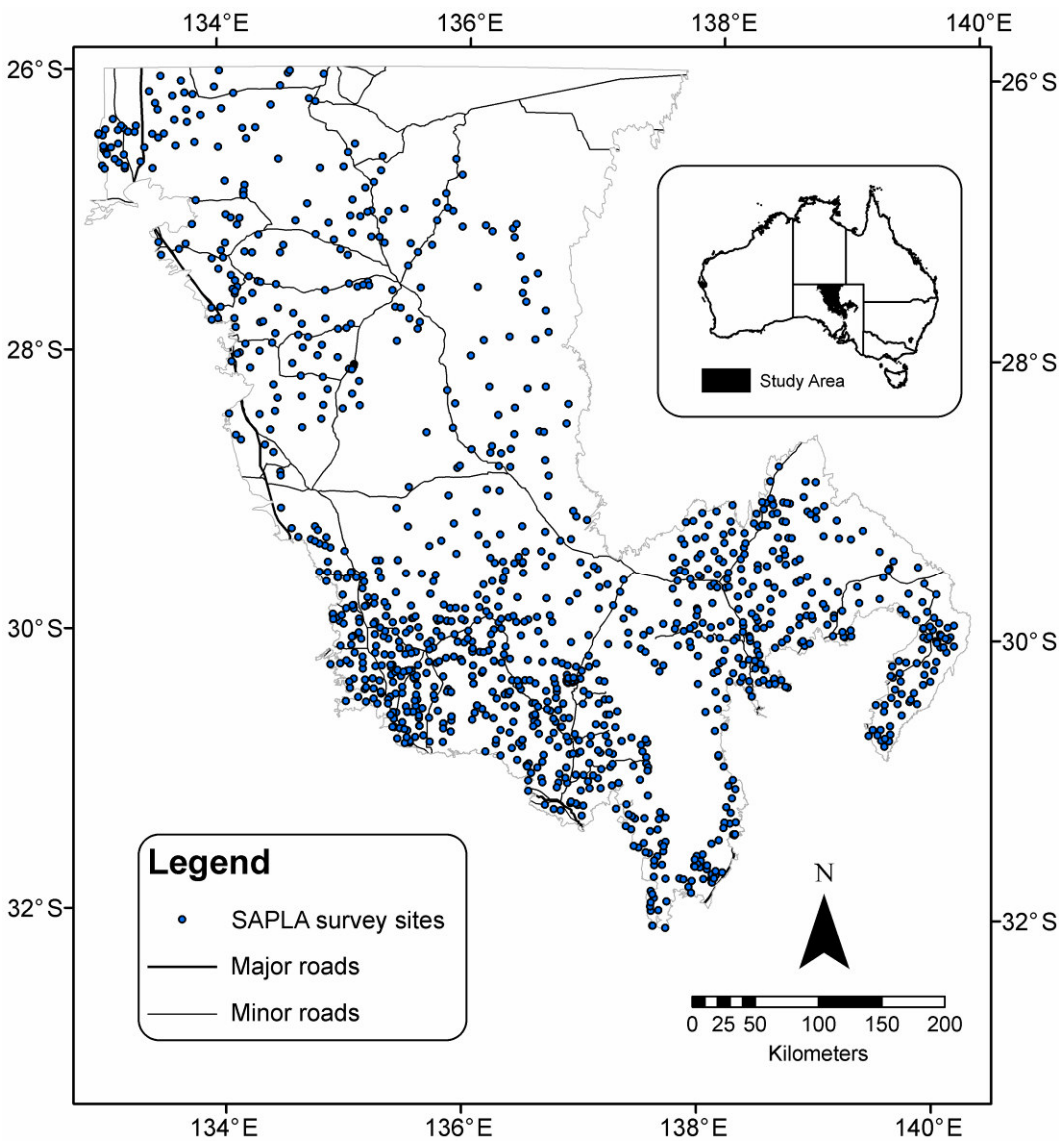 134°E 136°E 138°E 140°E
26°S 26°S
Study Area
28°S 28°S
30°S 30°S
Legend
SAPLA survey sites
Major roads
Minor roads
N
32°S 32°S
0 25 50 100 150 200
Kilometers
134°E 136°E 138°E 140°E